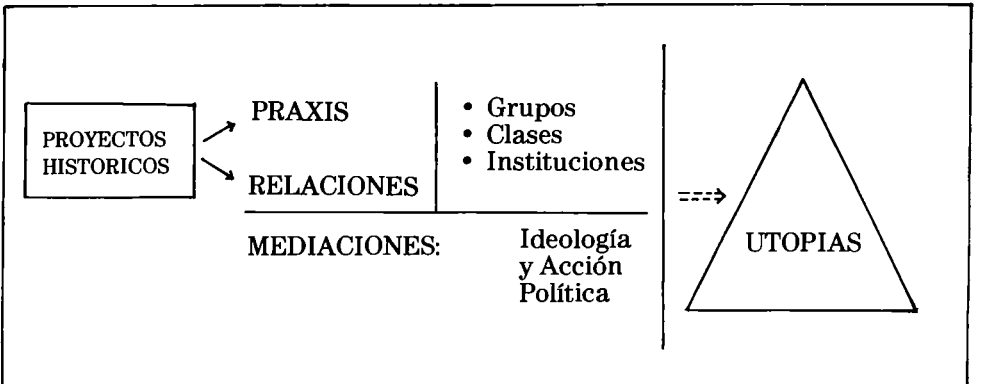 PROYECTOS
HISTORICOS
PRAXIS
RELACIONES
• Grupos
• Clases
• Instituciones
MEDIACIONES:
Ideología
y Acción
Política
UTOPIAS